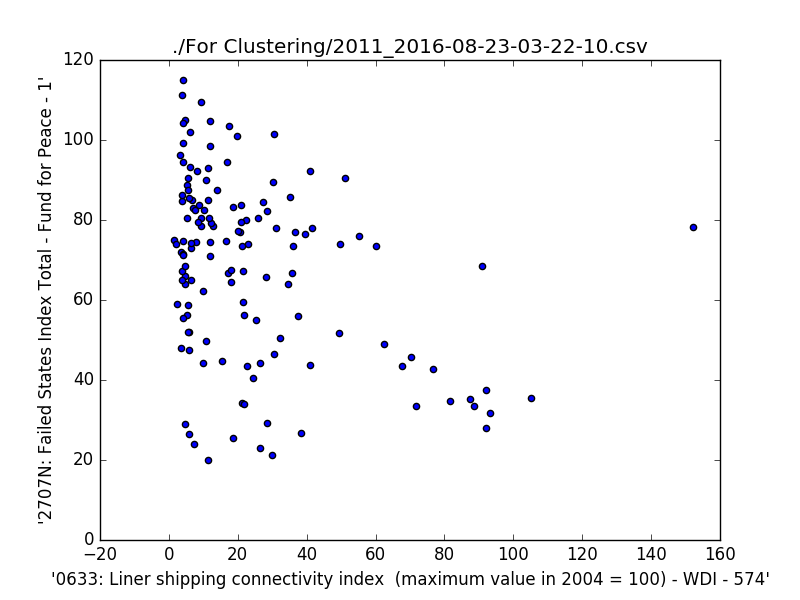 ./For Clustering/2011_2016-08-23-03-22-10.csv
'2707N: Failed States Index Total - Fund for Peace - 1'
120
100
80
60
40
20
0
−20 0 20 40 60 80 100 120 140 160
'0633: Liner shipping connectivity index  (maximum value in 2004 = 100) - WDI - 574'